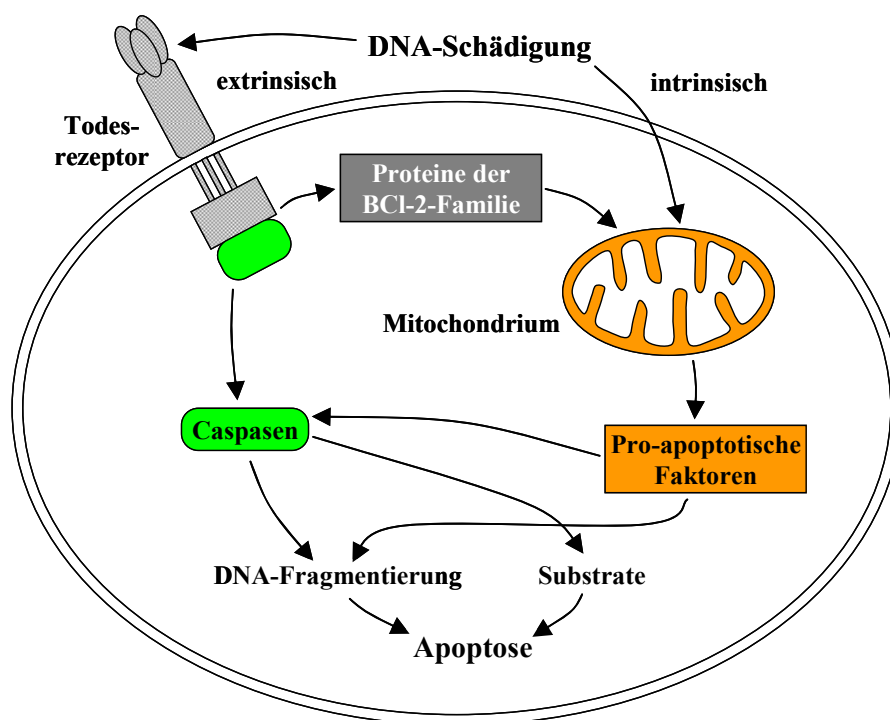 DNA-Schädigung
extrinsisch
intrinsisch
Todes-
rezeptor
Proteine der
BCl-2-Familie
Mitochondrium
Caspasen
Pro-apoptotische
Faktoren
DNA-Fragmentierung
Substrate
Apoptose